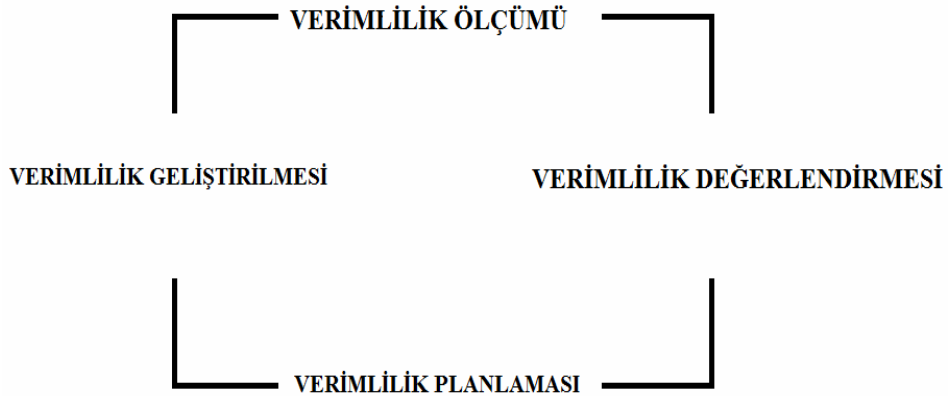 VERİMLİLİK ÖLÇÜMÜ
VERİMLİLİK GELİŞTİRİLMESİ
VERİMLİLİK DEĞERLENDİRMESİ
VERİMLİLİK PLANLAMASI